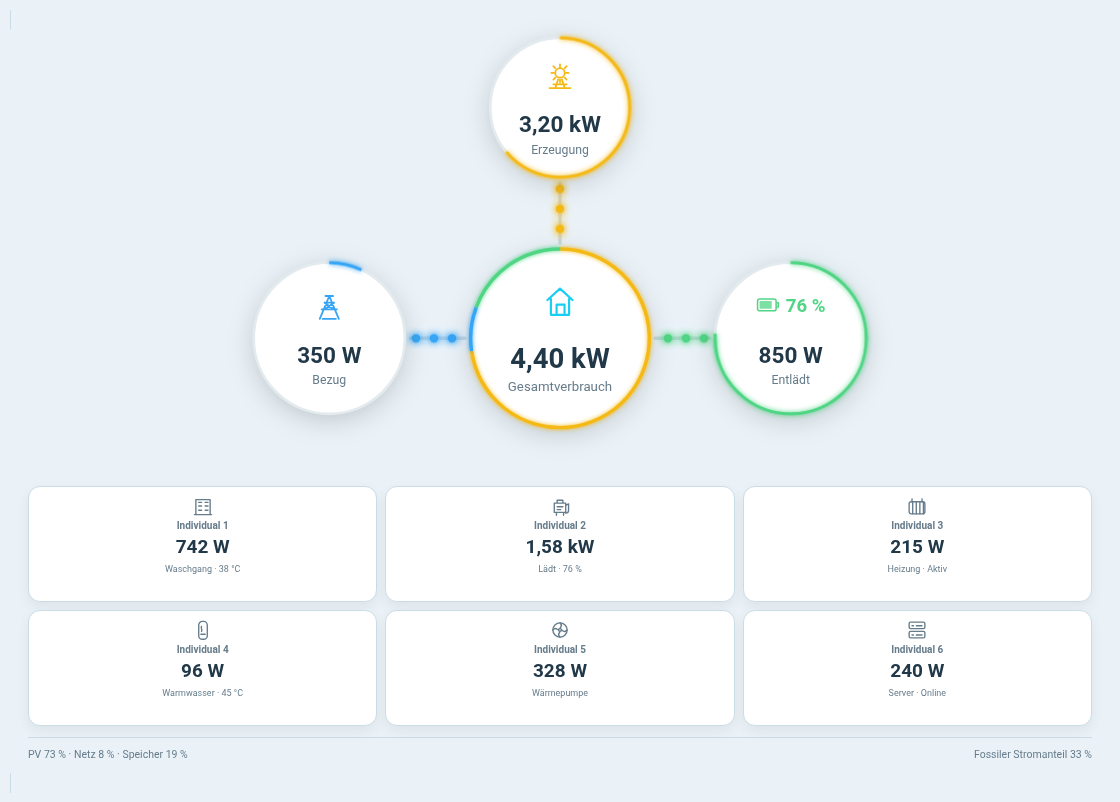 3,20 kW
Erzeugung
76 %
350 W
Bezug
4,40 kW
Gesamtverbrauch
850 W
Entlädt
Individual 1
742 W
Waschgang · 38 °C
Individual 2
1,58 kW
Lädt · 76 %
Individual 3
215 W
Heizung · Aktiv
Individual 4
96 W
Warmwasser · 45 °C
Individual 5
328 W
Wärmepumpe
Individual 6
240 W
Server · Online
PV 73 % · Netz 8 % · Speicher 19 %
Fossiler Stromanteil 33 %